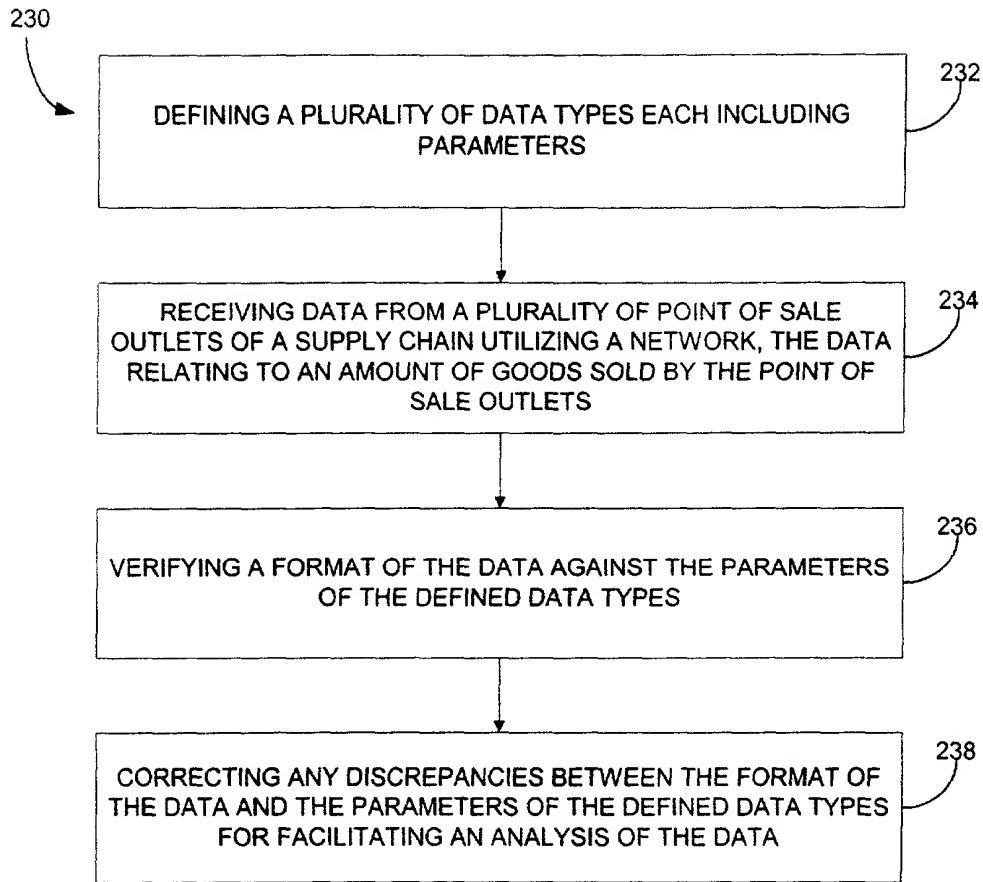 230
232
DEFINING A PLURALITY OF DATA TYPES EACH INCLUDING
PARAMETERS
234
RECEIVING DATA FROM A PLURALITY OF POINT OF SALE
OUTLETS OF A SUPPLY CHAIN UTILIZING A NETWORK, THE DATA
RELATING TO AN AMOUNT OF GOODS SOLD BY THE POINT OF
SALE OUTLETS
236
VERIFYING A FORMAT OF THE DATA AGAINST THE PARAMETERS
OF THE DEFINED DATA TYPES
238
CORRECTING ANY DISCREPANCIES BETWEEN THE FORMAT OF
THE DATA AND THE PARAMETERS OF THE DEFINED DATA TYPES
FOR FACILITATING AN ANALYSIS OF THE DATA